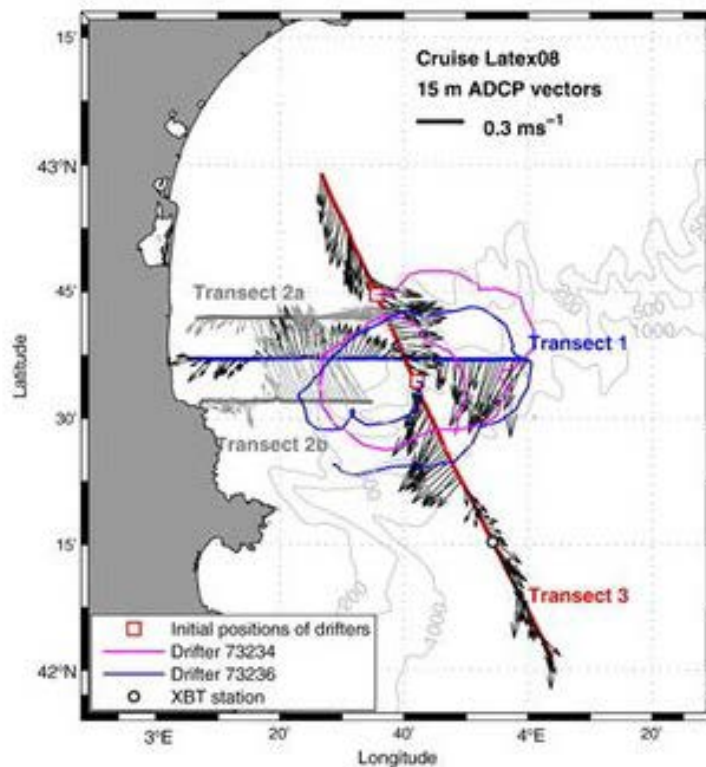 15'
Cruise Latex08
15 m ADCP vectors
0.3 ms⁻¹
43°N
45'
Transect 2a
500
1000
Transect 1
Latitude
30'
Transect 2b
15'
200
1000
Transect 3
Initial positions of drifters
Drifter 73234
Drifter 73236
XBT station
42°N
3°E
20'
40'
4°E
20'
Longitude